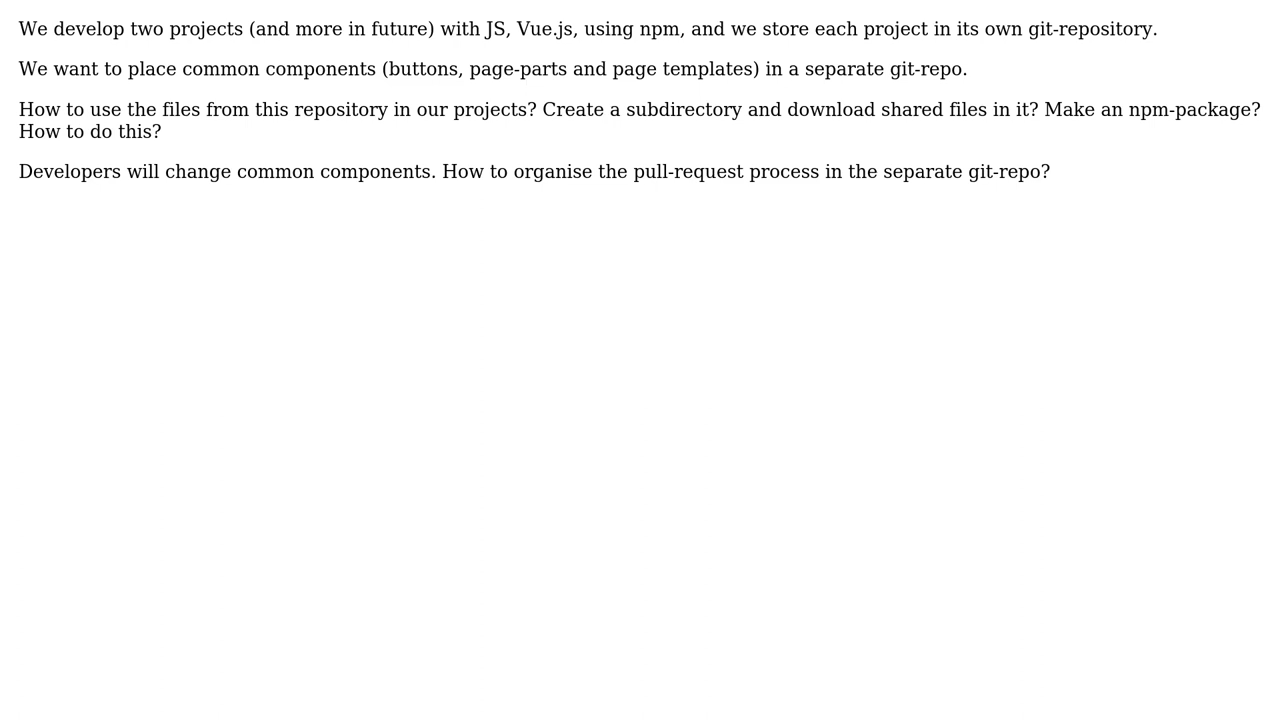 We develop two projects (and more in future) with JS, Vue.js, using npm, and we store each project in its own git-repository.
We want to place common components (buttons, page-parts and page templates) in a separate git-repo.
How to use the files from this repository in our projects? Create a subdirectory and download shared files in it? Make an npm-package?
How to do this?
Developers will change common components. How to organise the pull-request process in the separate git-repo?